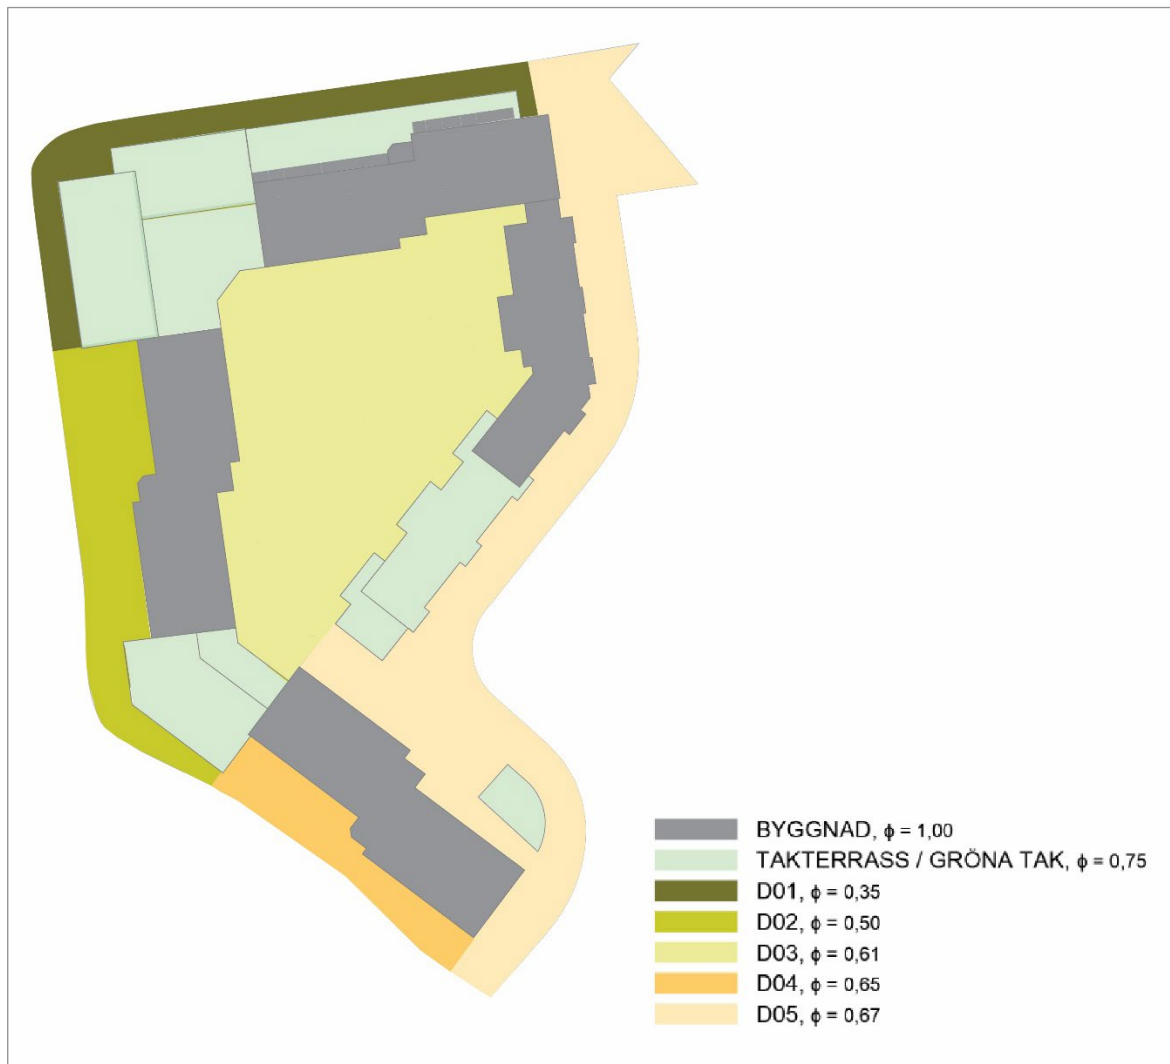 BYGGNAD, ϕ = 1,00
TAKTERRASS / GRÖNA TAK, ϕ = 0,75
D01, ϕ = 0,35
D02, ϕ = 0,50
D03, ϕ = 0,61
D04, ϕ = 0,65
D05, ϕ = 0,67